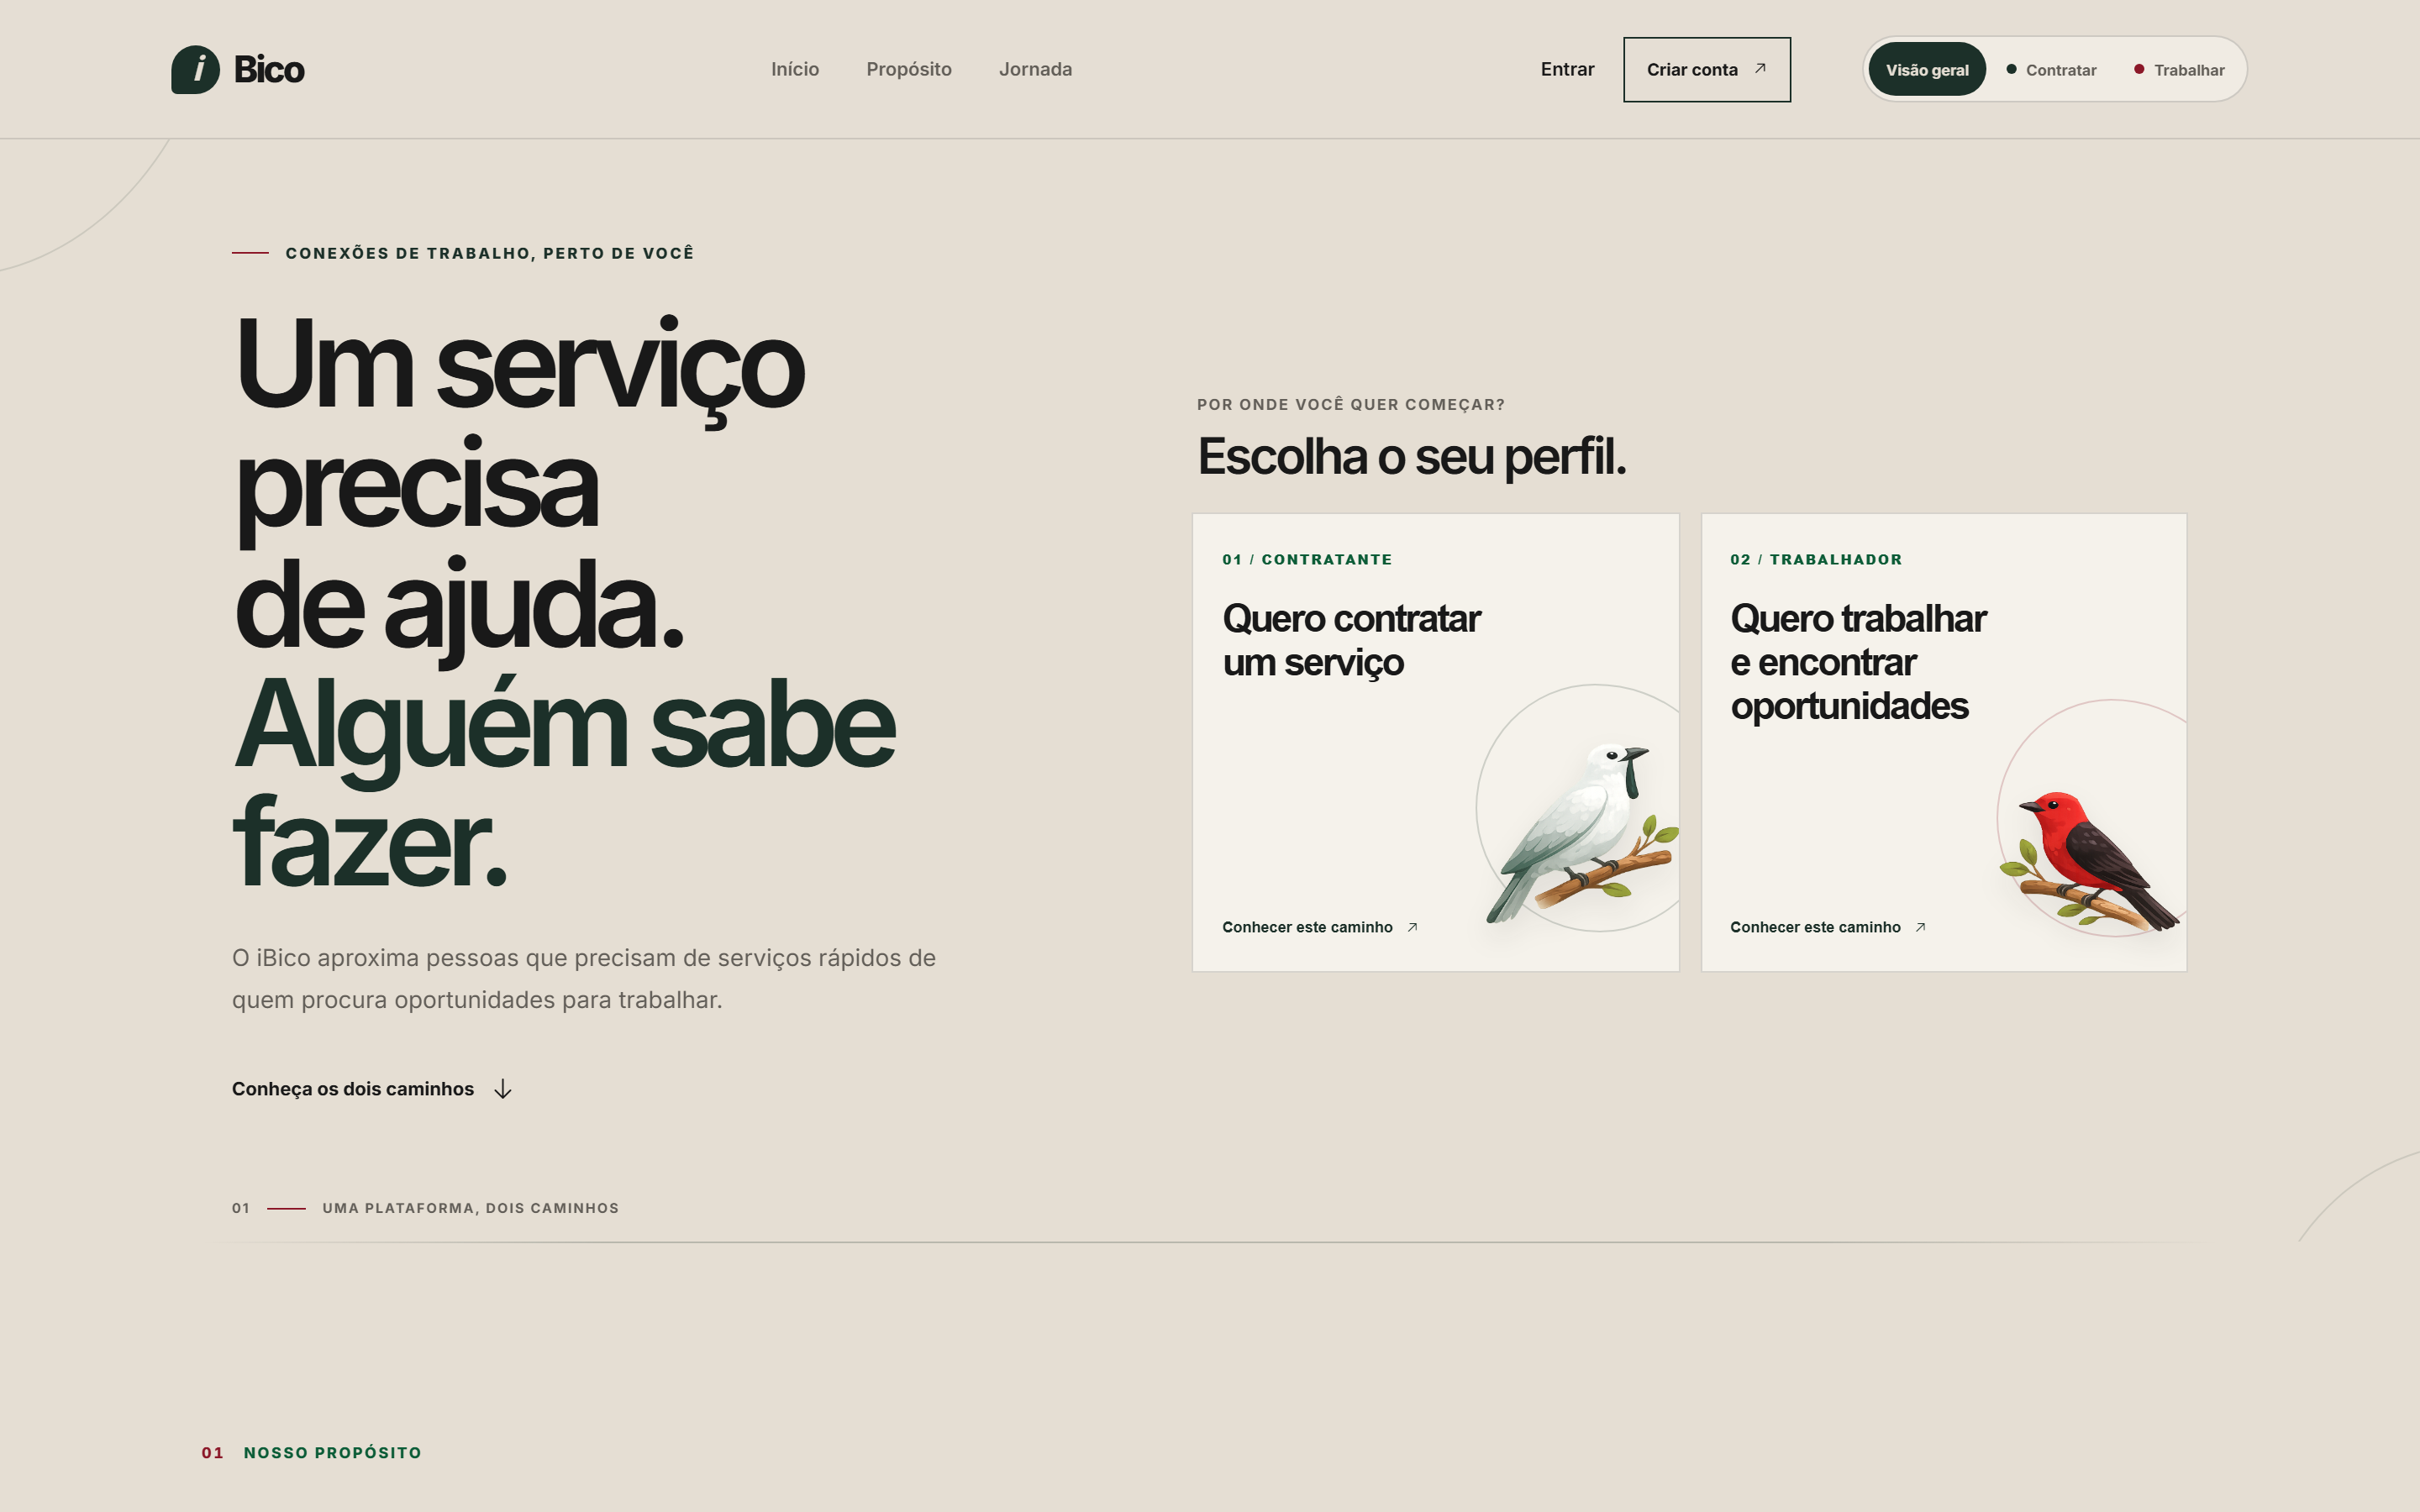 i Bico
Início Propósito Jornada
Entrar Criar conta
Visão geral Contratar Trabalhar
CONEXÕES DE TRABALHO, PERTO DE VOCÊ
Um serviço
precisa
de ajuda.
Alguém sabe
fazer.
O iBico aproxima pessoas que precisam de serviços rápidos de
quem procura oportunidades para trabalhar.
Conheça os dois caminhos
POR ONDE VOCÊ QUER COMEÇAR?
Escolha o seu perfil.
01 / CONTRATANTE
Quero contratar
um serviço
Conhecer este caminho
02 / TRABALHADOR
Quero trabalhar
e encontrar
oportunidades
Conhecer este caminho
01 UMA PLATAFORMA, DOIS CAMINHOS
01 NOSSO PROPÓSITO